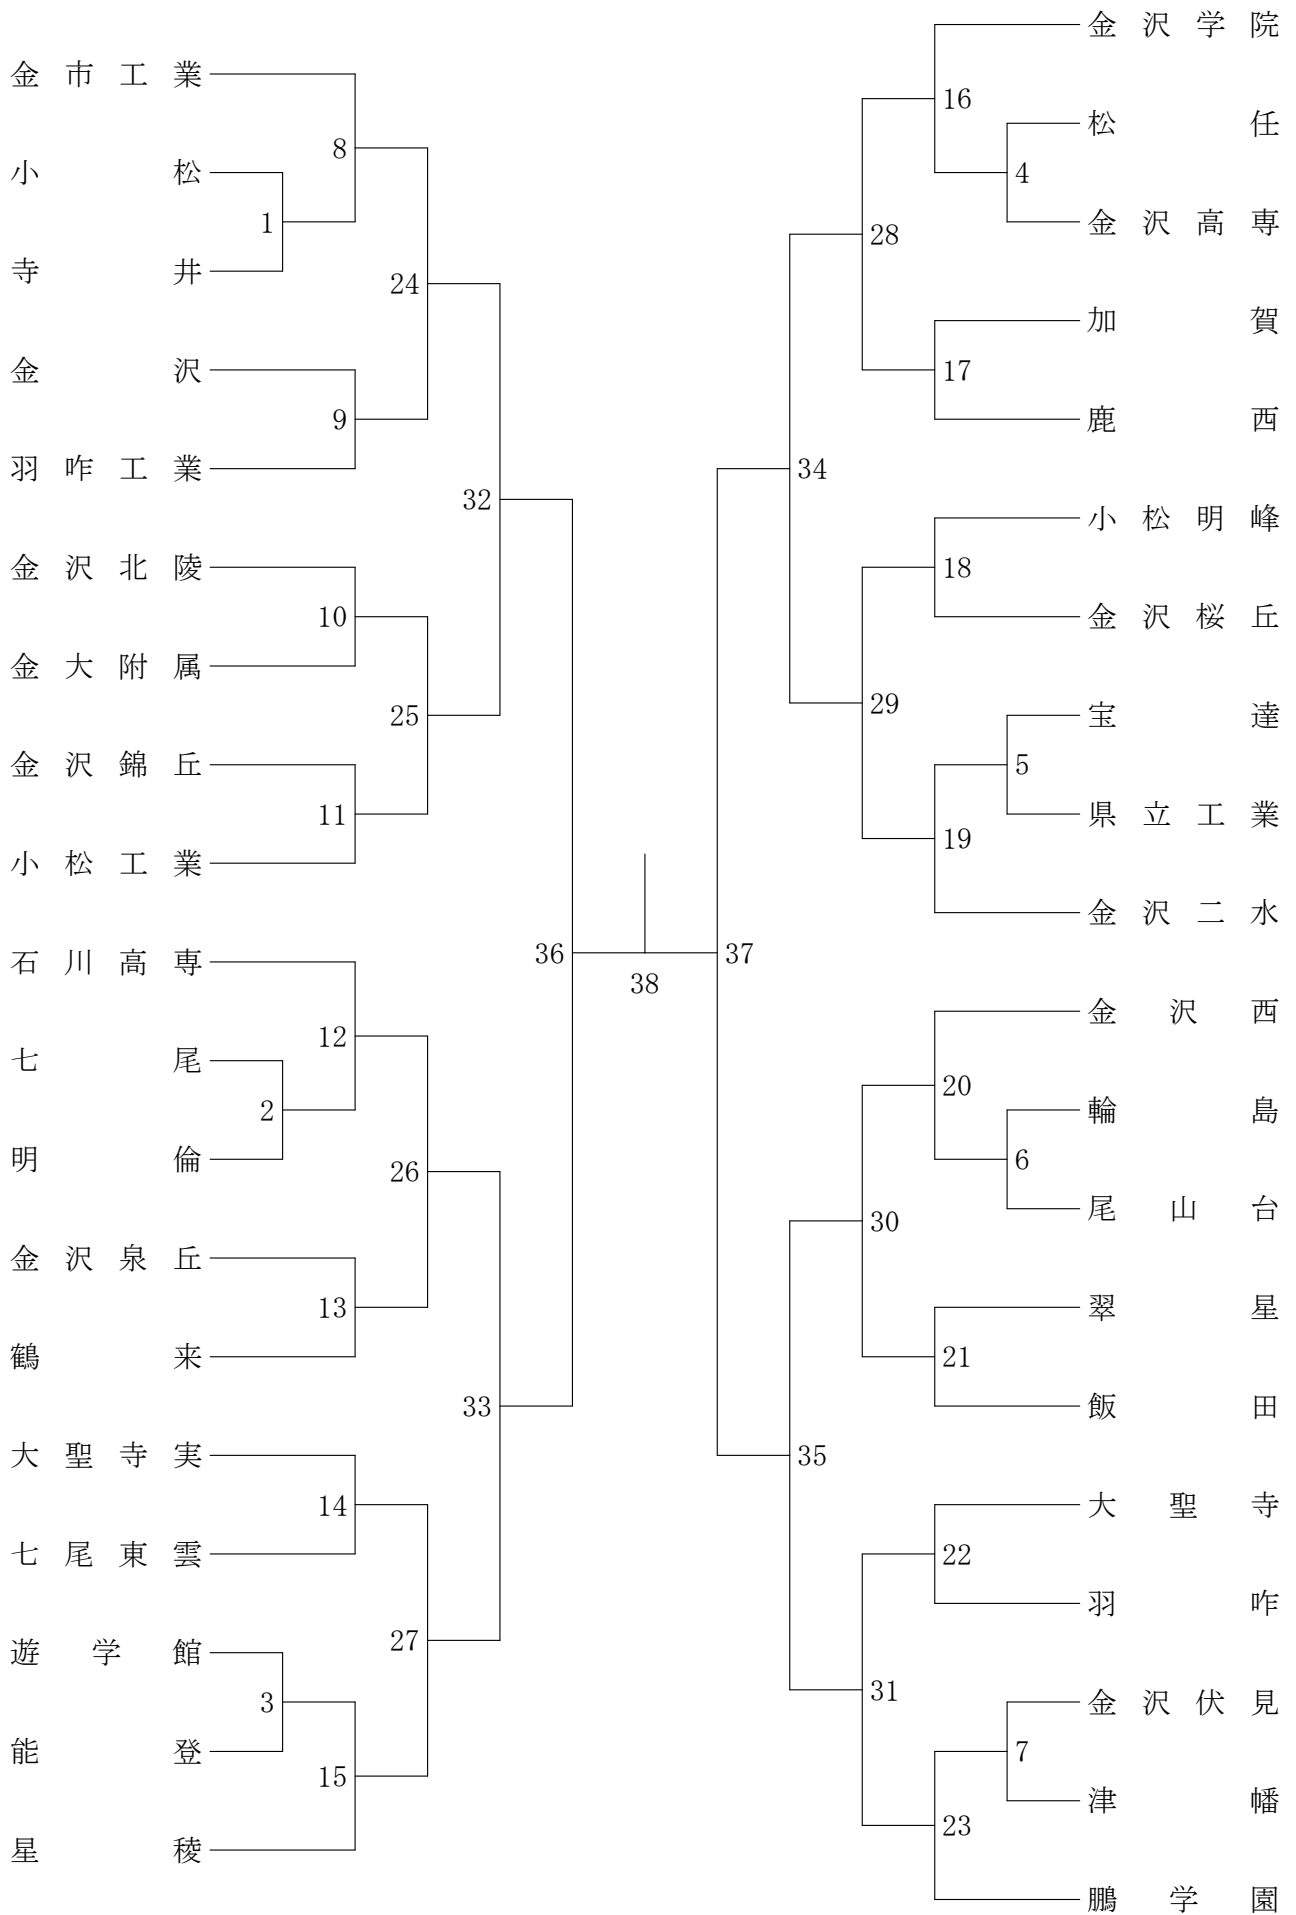 金市工業
小松
寺井
金沢
羽咋工業
金沢北陵
金大附属
金沢錦丘
小松工業
石川高専
七尾
明倫
金沢泉丘
鶴来
大聖寺実
七尾東雲
遊学館
能登
星稜
1
2
3
8
9
10
11
12
13
14
15
24
25
26
27
32
33
36
38
37
34
35
28
29
30
31
16
17
18
19
20
21
22
23
4
5
6
7
金沢学院
松任
金沢高専
加賀
鹿西
小松明峰
金沢桜丘
宝達
県立工業
金沢二水
金沢西
輪島
尾山台
翠星
飯田
大聖寺
羽咋
金沢伏見
津幡
鵬学園